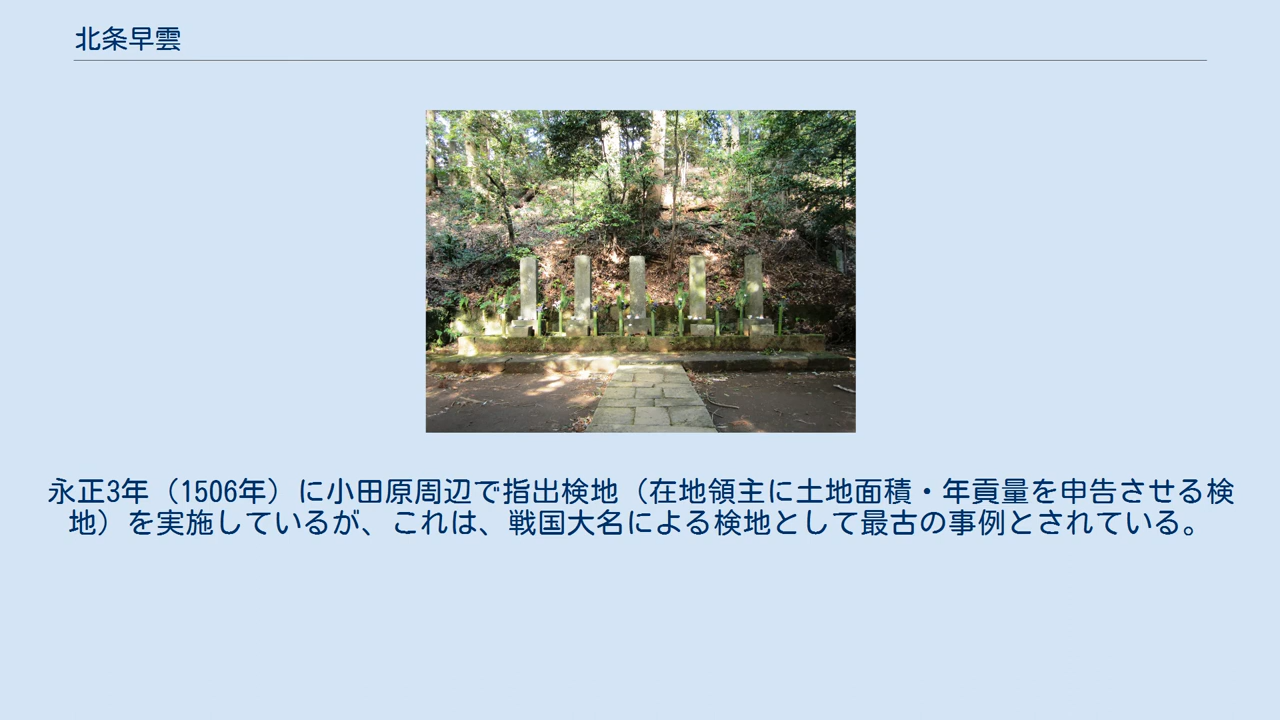 北条早雲
永正3年（1506年）に小田原周辺で指出検地（在地領主に土地面積・年貢量を申告させる検
地）を実施しているが、これは、戦国大名による検地として最古の事例とされている。